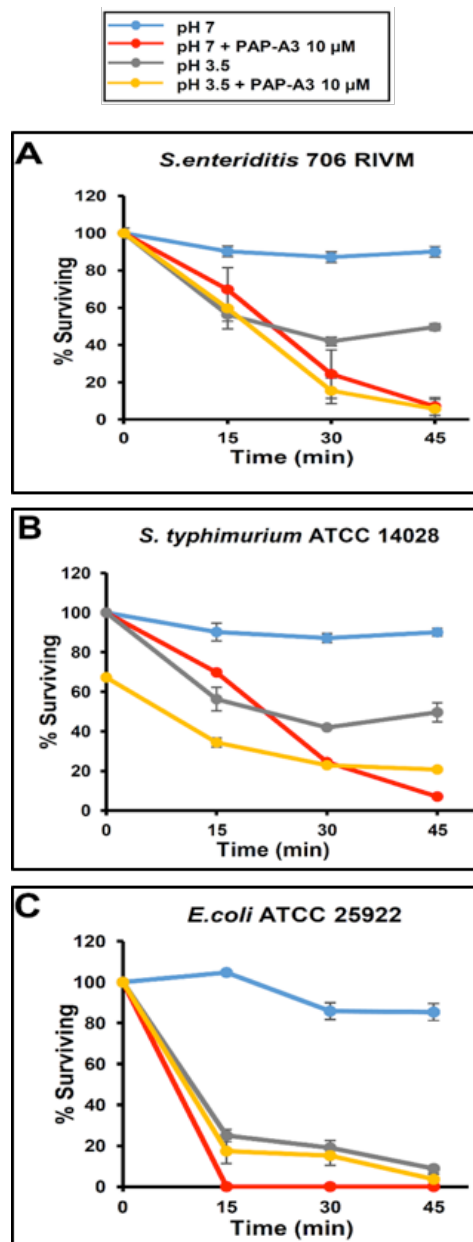 pH 7
pH 7 + PAP-A3 10 μM
pH 3.5
pH 3.5 + PAP-A3 10 μM
A
S.enteriditis 706 RIVM
120
100
80
60
40
20
0
% Surviving
0 15 30 45
Time (min)
B
S. typhimurium ATCC 14028
120
100
80
60
40
20
0
% Surviving
0 15 30 45
Time (min)
C
E.coli ATCC 25922
120
100
80
60
40
20
0
% Surviving
0 15 30 45
Time (min)